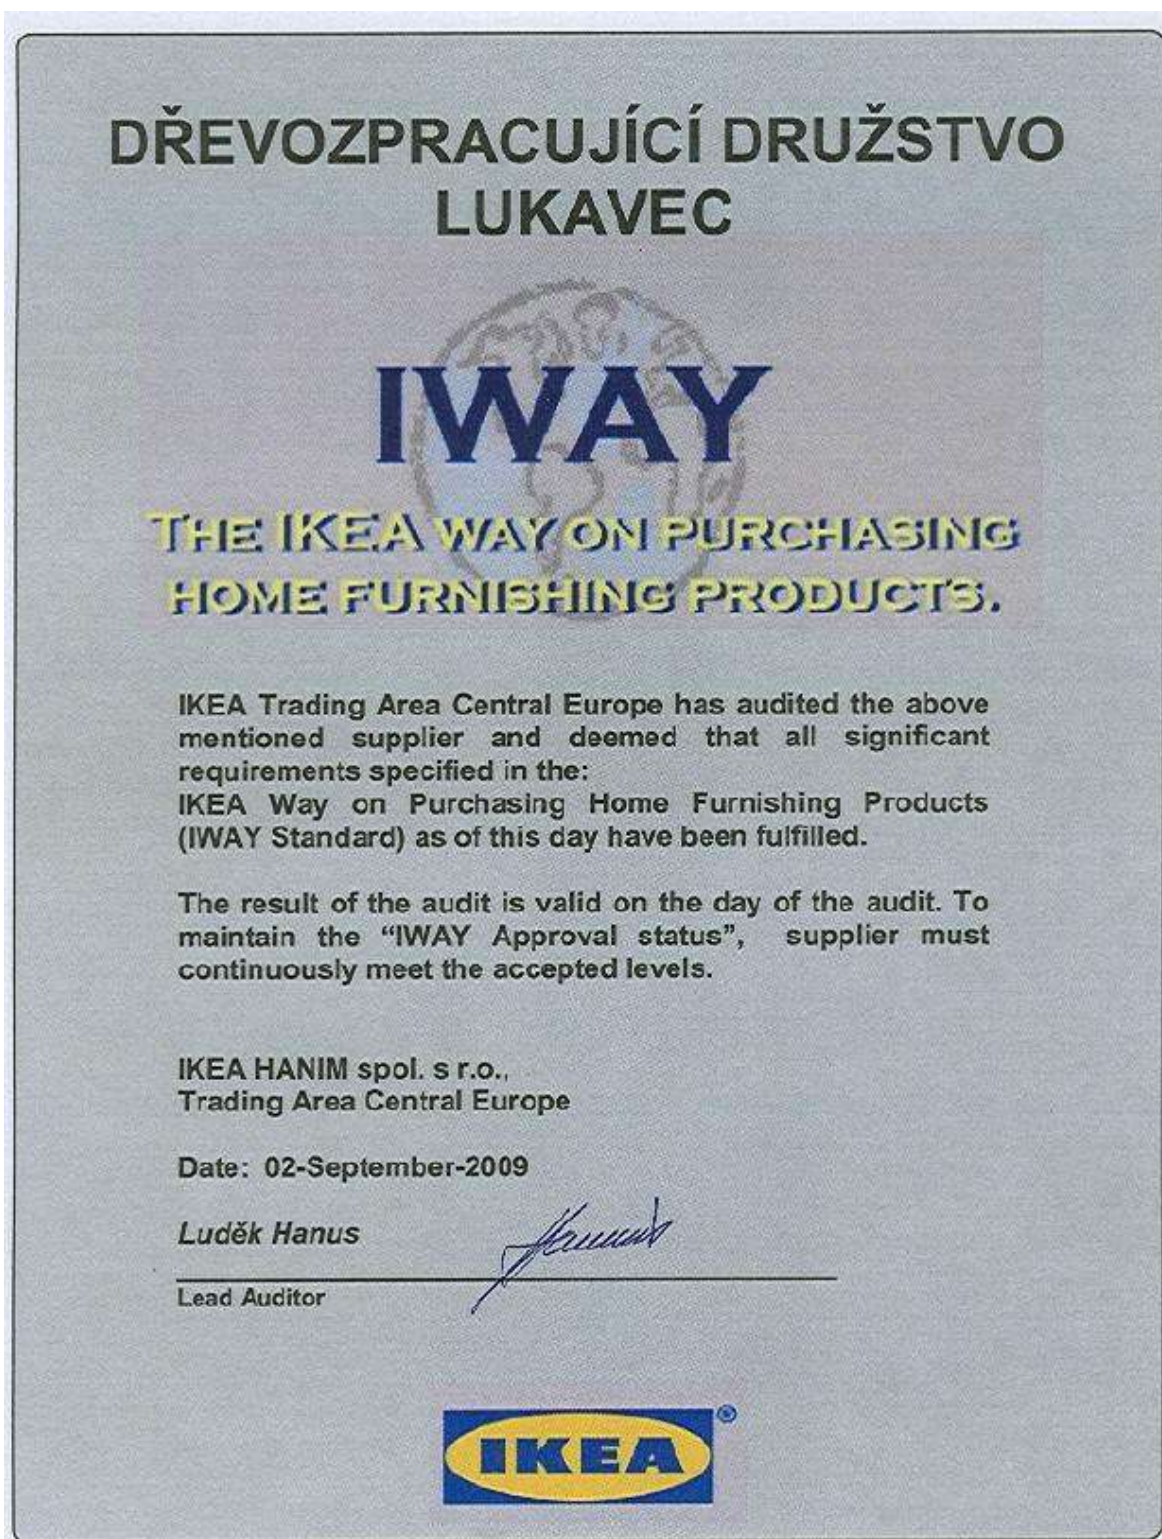 DŘEVOZPRACUJÍCÍ DRUŽSTVO
LUKAVEC
IWAY
THE IKEA WAY ON PURCHASING
HOME FURNISHING PRODUCTS.
IKEA Trading Area Central Europe has audited the above
mentioned supplier and deemed that all significant
requirements specified in the:
IKEA Way on Purchasing Home Furnishing Products
(IWAY Standard) as of this day have been fulfilled.
The result of the audit is valid on the day of the audit. To
maintain the “IWAY Approval status”, supplier must
continuously meet the accepted levels.
IKEA HANIM spol. s r.o.,
Trading Area Central Europe
Date: 02-September-2009
Luděk Hanus
Lead Auditor
IKEA®